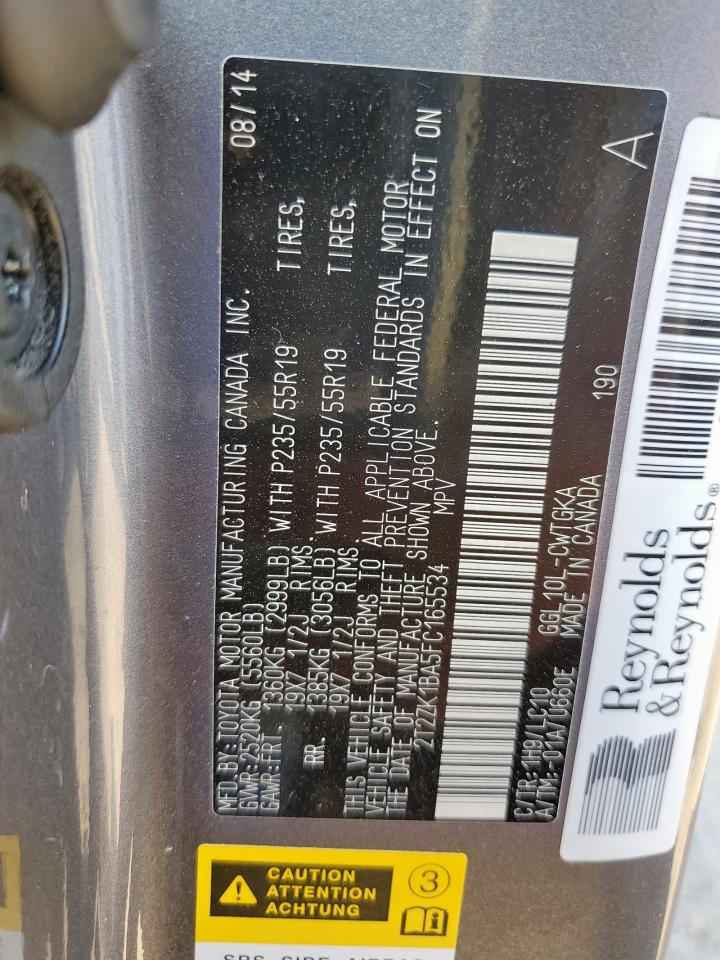 MFD.BY:TOYOTA MOTOR MANUFACTURING CANADA INC. 08/14
GVWR:2520KG (5560LB)
GAWR:FRT. 1360KG (2999LB) WITH P235/55R19 TIRES,
19X7 1/2J RIMS.
RR. 1385KG (3056LB) WITH P235/55R19 TIRES,
19X7 1/2J RIMS.
THIS VEHICLE CONFORMS TO ALL APPLICABLE FEDERAL MOTOR
VEHICLE SAFETY AND THEFT PREVENTION STANDARDS IN EFFECT ON
THE DATE OF MANUFACTURE SHOWN ABOVE.
2T2ZK1BA5FC165534 MPV
C/TR: 1H9/LC10 GGL10L-CWTGKA 190
A/TM: -01A/U660E MADE IN CANADA
A
Reynolds
& Reynolds®
CAUTION
ATTENTION
ACHTUNG
3
SRS SIDE AIRBAG